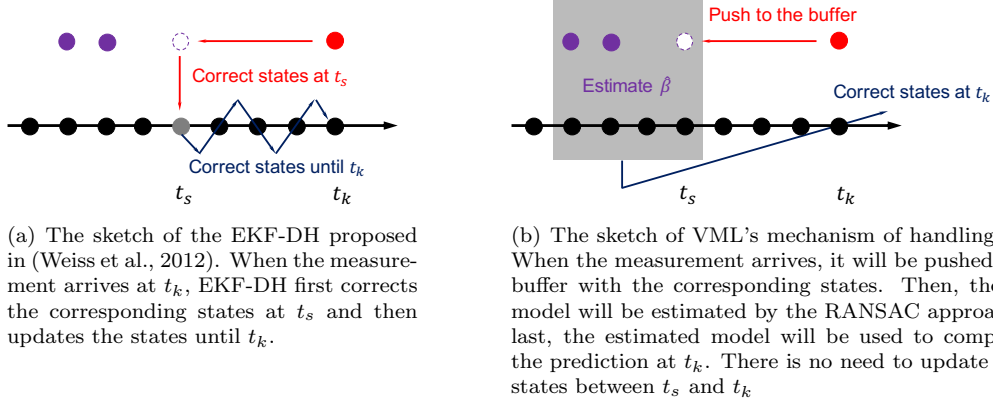 Correct states at t_s
Correct states until t_k
t_s
t_k
(a) The sketch of the EKF-DH proposed
in (Weiss et al., 2012). When the measure-
ment arrives at t_k, EKF-DH first corrects
the corresponding states at t_s and then
updates the states until t_k.
Push to the buffer
Estimate β̂
Correct states at t_k
t_s
t_k
(b) The sketch of VML's mechanism of handling
When the measurement arrives, it will be pushed
buffer with the corresponding states. Then, the
model will be estimated by the RANSAC approa
last, the estimated model will be used to comp
the prediction at t_k. There is no need to update
states between t_s and t_k